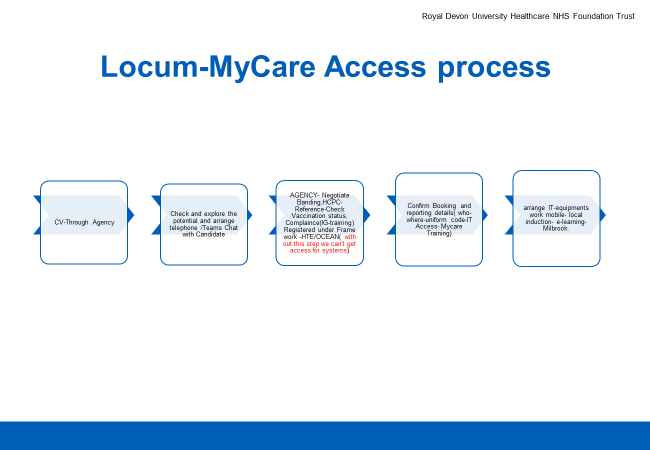 Royal Devon University Healthcare NHS Foundation Trust
Locum-MyCare Access process
CV-Through Agency
Check and explore the
potential and arrange
telephone /Teams Chat
with Candidate
AGENCY- Negotiate
Banding,HCPC-
Reference-Check
Vaccination status,
Complaince(IG-training)
Registered under Frame
work -HTE/OCEAN( with
out this step we can't get
access for systems)
Confirm Booking and
reporting details( who-
where-uniform code-IT
Access- Mycare
Training)
arrange IT-equipments
work mobile- local
induction- e-learning-
Milbrook.